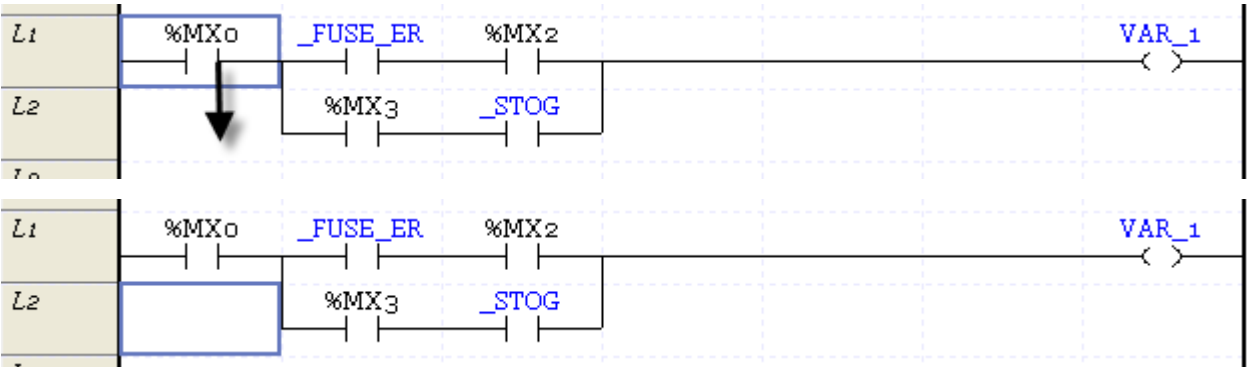 L1 %MX0 _FUSE_ER %MX2 VAR_1
L2 %MX3 _STOG
L1 %MX0 _FUSE_ER %MX2 VAR_1
L2 %MX3 _STOG